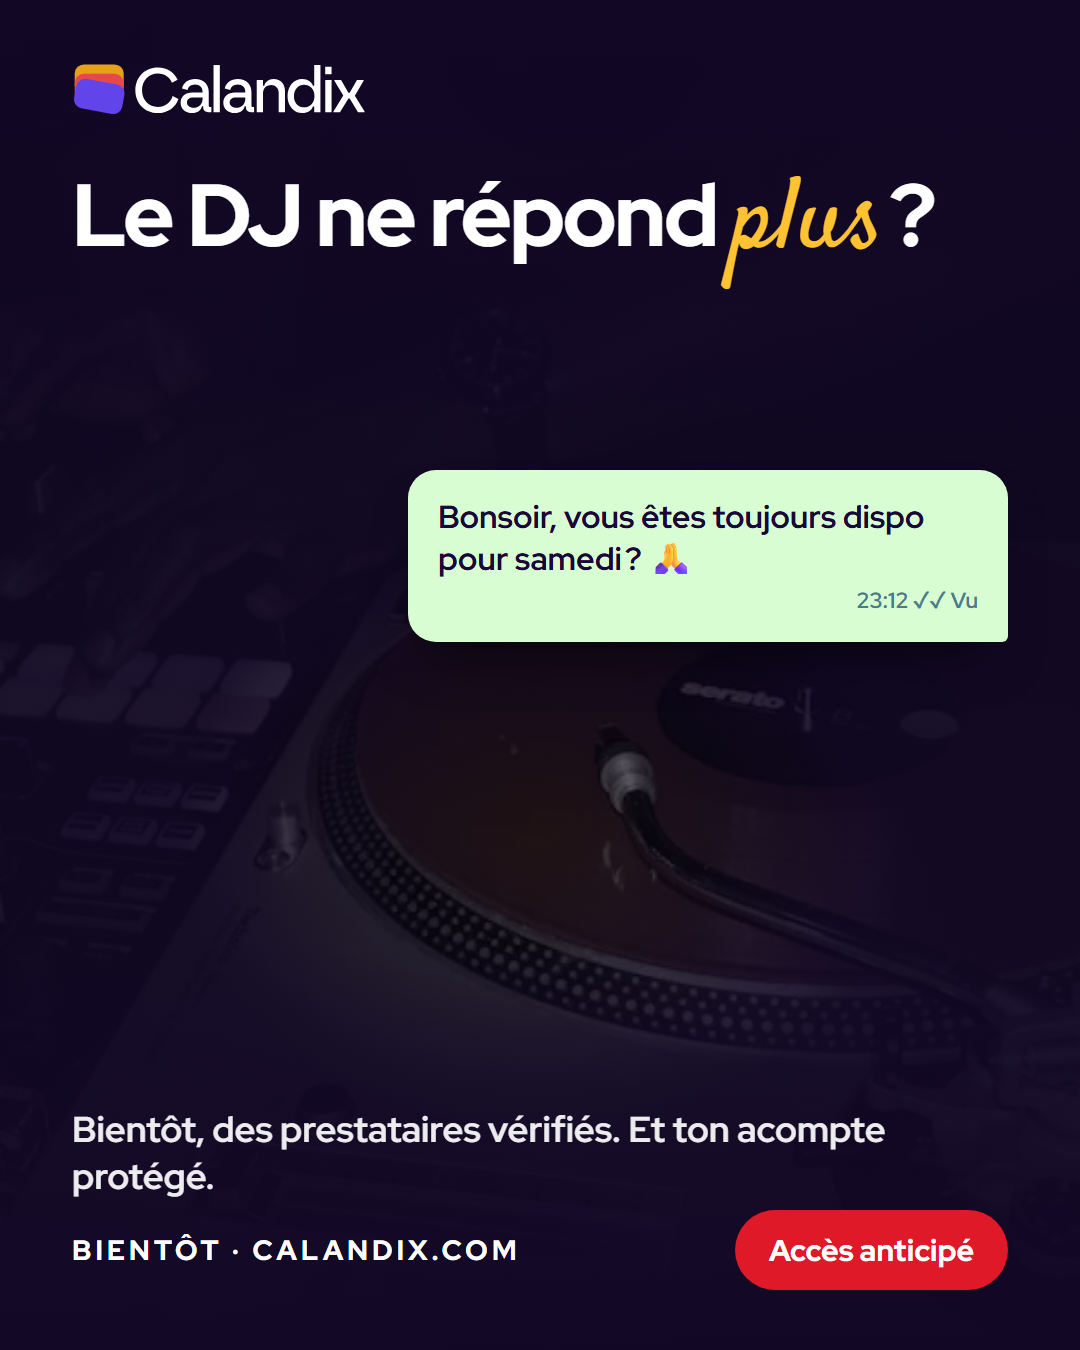 Calandix
Le DJ ne répond plus ?
Bonsoir, vous êtes toujours dispo
pour samedi ? 🙏
23:12 ✓✓ Vu
serato
Bientôt, des prestataires vérifiés. Et ton acompte
protégé.
BIENTÔT · CALANDIX.COM
Accès anticipé